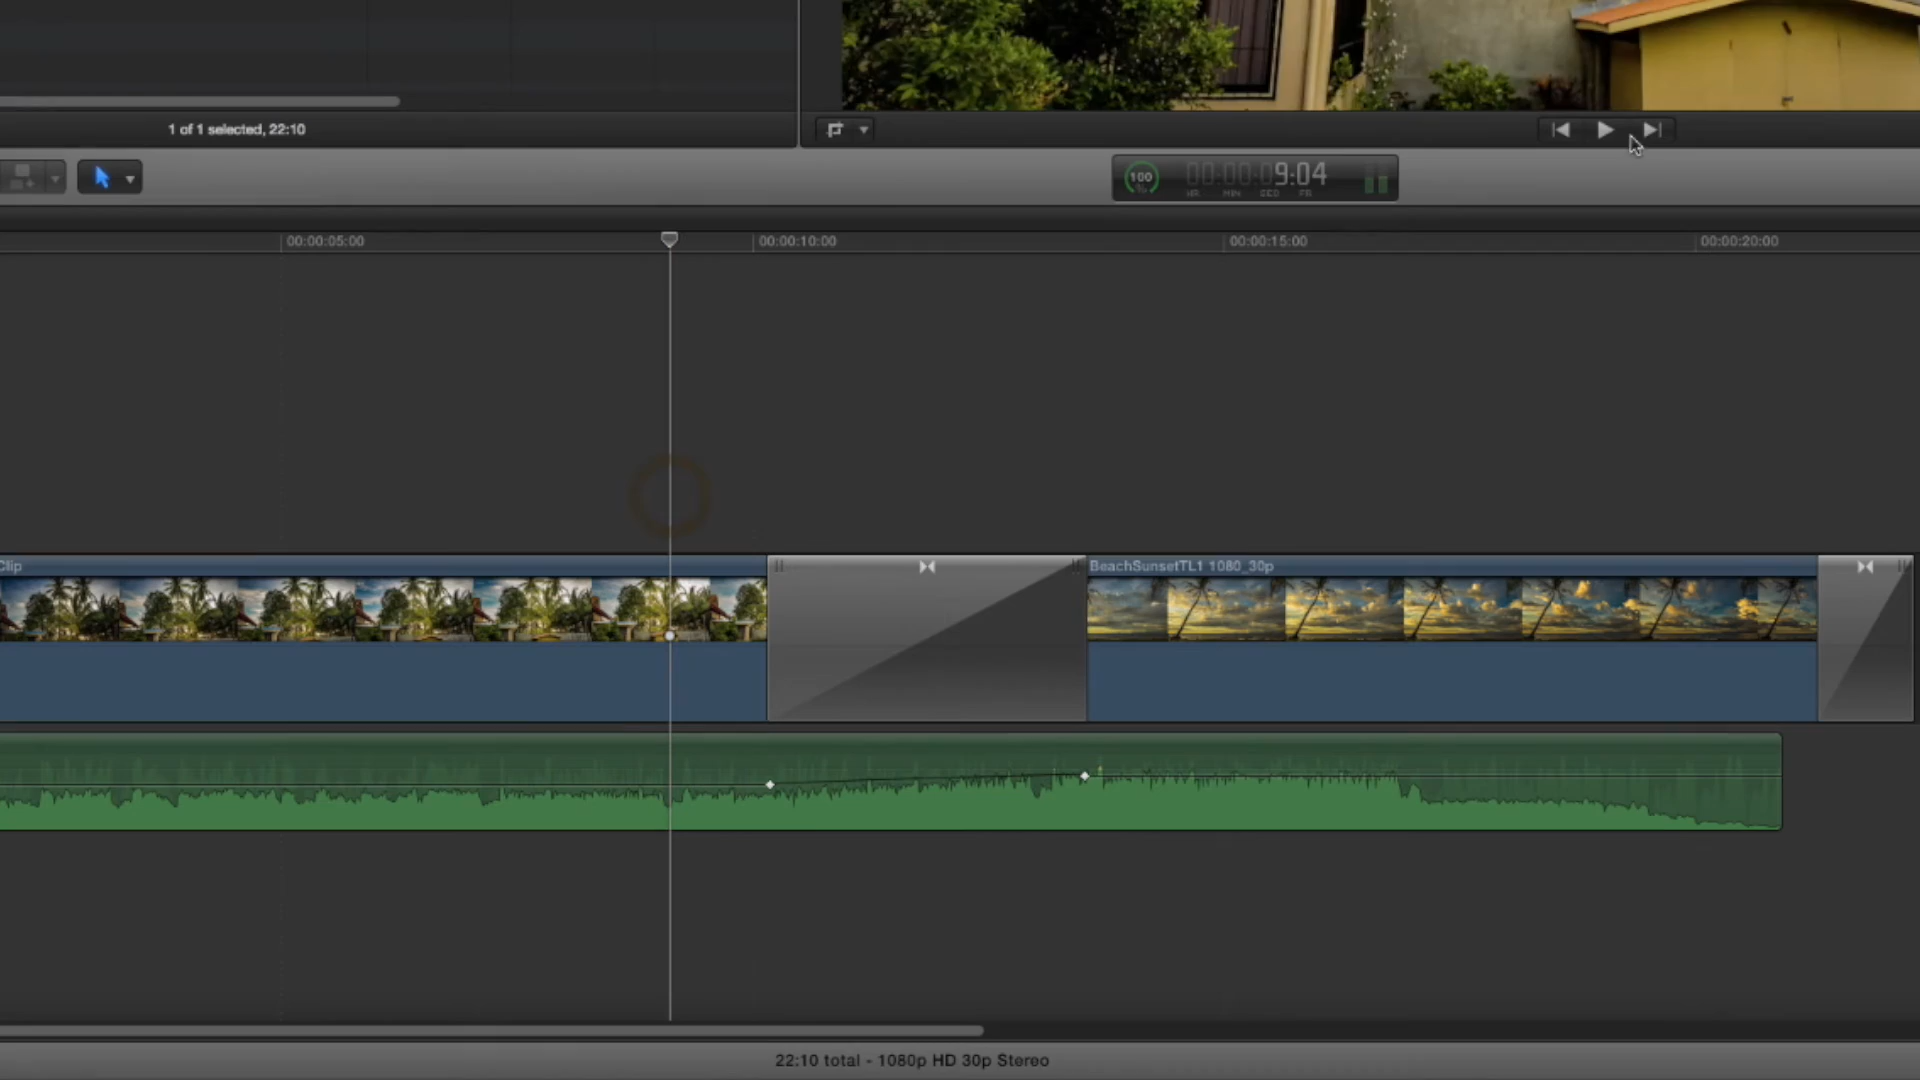 1 of 1 selected, 22:10
100
%
00:00:09:04
HR MIN SEC FR
00:00:05:00
00:00:10:00
00:00:15:00
00:00:20:00
Clip
BeachSunsetTL1 1080_30p
22:10 total - 1080p HD 30p Stereo